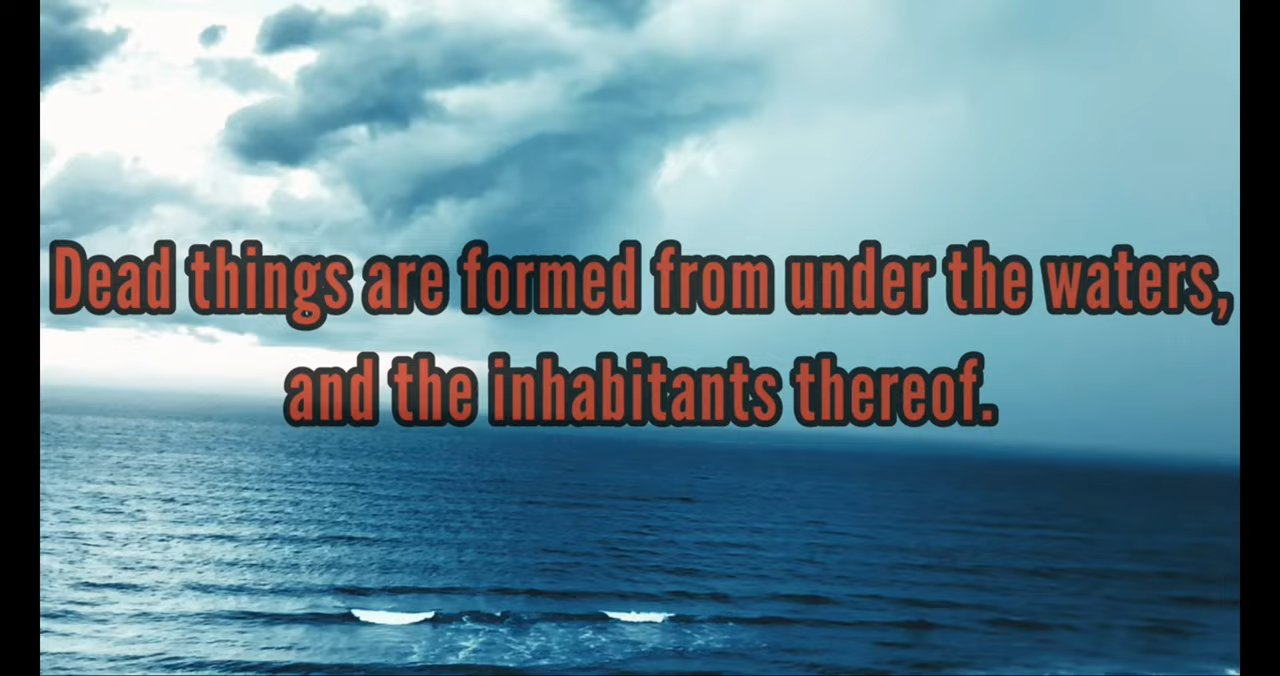 Dead things are formed from under the waters,
and the inhabitants thereof.